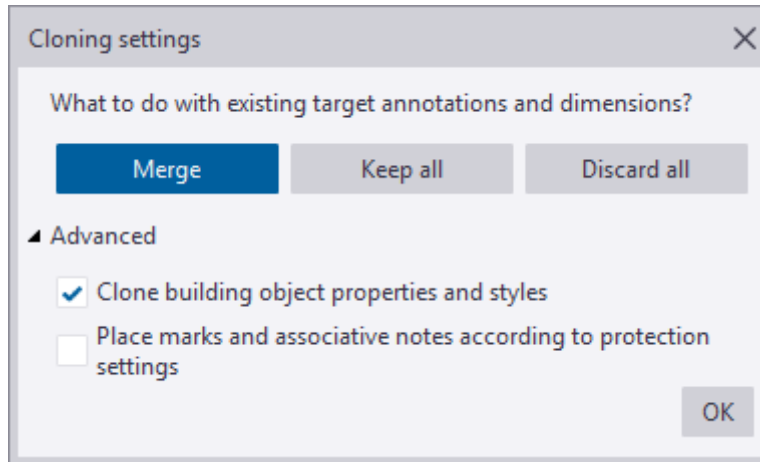 Cloning settings
What to do with existing target annotations and dimensions?
Merge Keep all Discard all
Advanced
Clone building object properties and styles
Place marks and associative notes according to protection
settings
OK